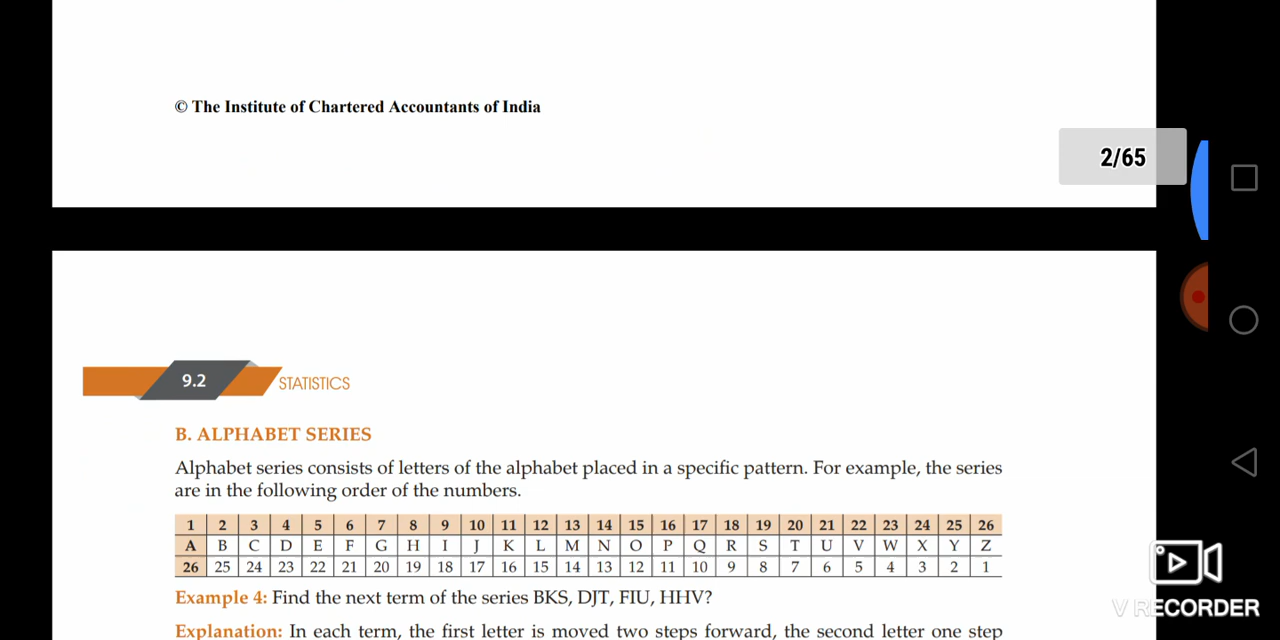 © The Institute of Chartered Accountants of India
2/65
9.2 STATISTICS
B. ALPHABET SERIES
Alphabet series consists of letters of the alphabet placed in a specific pattern. For example, the series
are in the following order of the numbers.
1 2 3 4 5 6 7 8 9 10 11 12 13 14 15 16 17 18 19 20 21 22 23 24 25 26
A B C D E F G H I J K L M N O P Q R S T U V W X Y Z
26 25 24 23 22 21 20 19 18 17 16 15 14 13 12 11 10 9 8 7 6 5 4 3 2 1
Example 4: Find the next term of the series BKS, DJT, FIU, HHV?
Explanation: In each term, the first letter is moved two steps forward, the second letter one step
V RECORDER